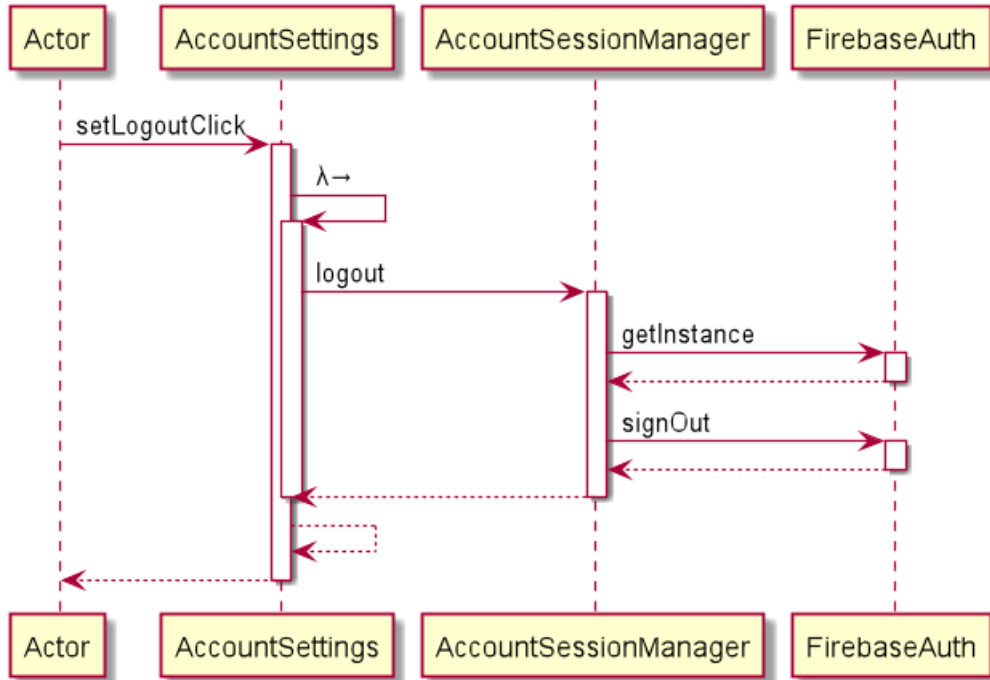 Actor
AccountSettings
AccountSessionManager
FirebaseAuth
setLogoutClick
λ→
logout
getInstance
signOut
Actor
AccountSettings
AccountSessionManager
FirebaseAuth